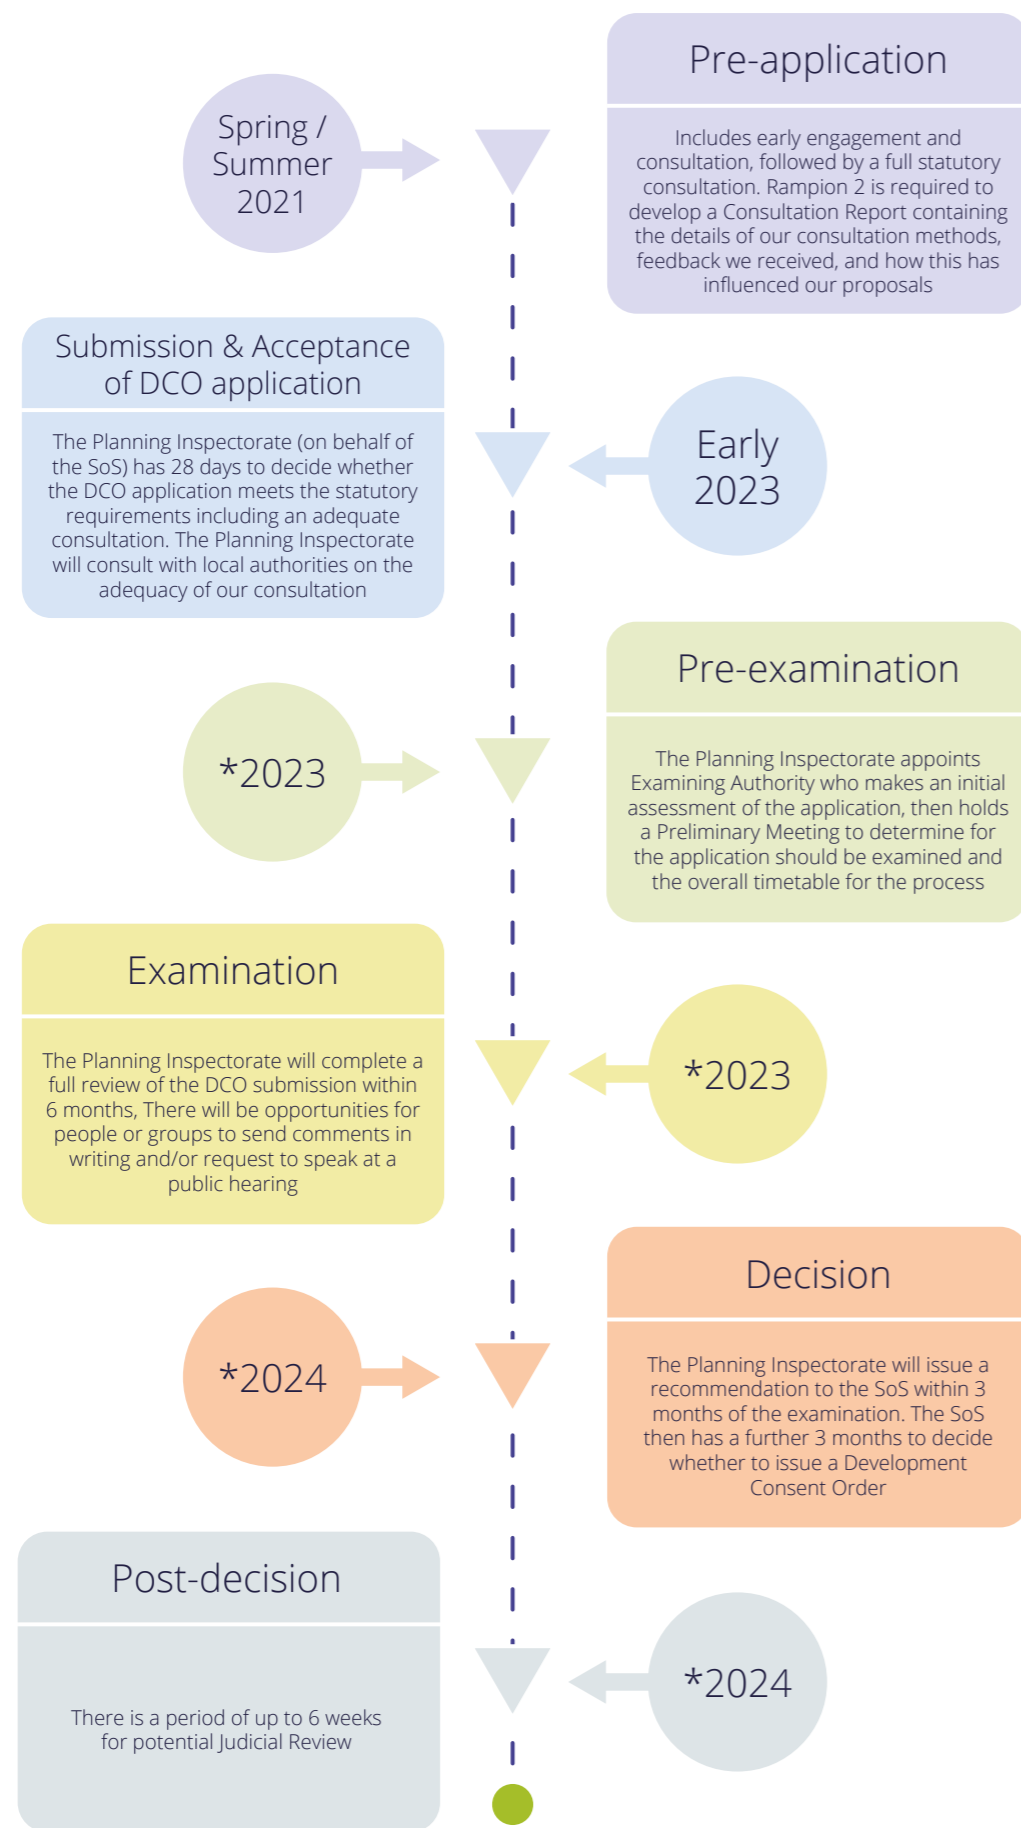 Pre-application
Spring /
Summer
2021
Includes early engagement and
consultation, followed by a full statutory
consultation. Rampion 2 is required to
develop a Consultation Report containing
the details of our consultation methods,
feedback we received, and how this has
influenced our proposals
Submission & Acceptance
of DCO application
The Planning Inspectorate (on behalf of
the SoS) has 28 days to decide whether
the DCO application meets the statutory
requirements including an adequate
consultation. The Planning Inspectorate
will consult with local authorities on the
adequacy of our consultation
Early
2023
Pre-examination
*2023
The Planning Inspectorate appoints
Examining Authority who makes an initial
assessment of the application, then holds
a Preliminary Meeting to determine for
the application should be examined and
the overall timetable for the process
Examination
The Planning Inspectorate will complete a
full review of the DCO submission within
6 months, There will be opportunities for
people or groups to send comments in
writing and/or request to speak at a
public hearing
*2023
Decision
*2024
The Planning Inspectorate will issue a
recommendation to the SoS within 3
months of the examination. The SoS
then has a further 3 months to decide
whether to issue a Development
Consent Order
Post-decision
There is a period of up to 6 weeks
for potential Judicial Review
*2024